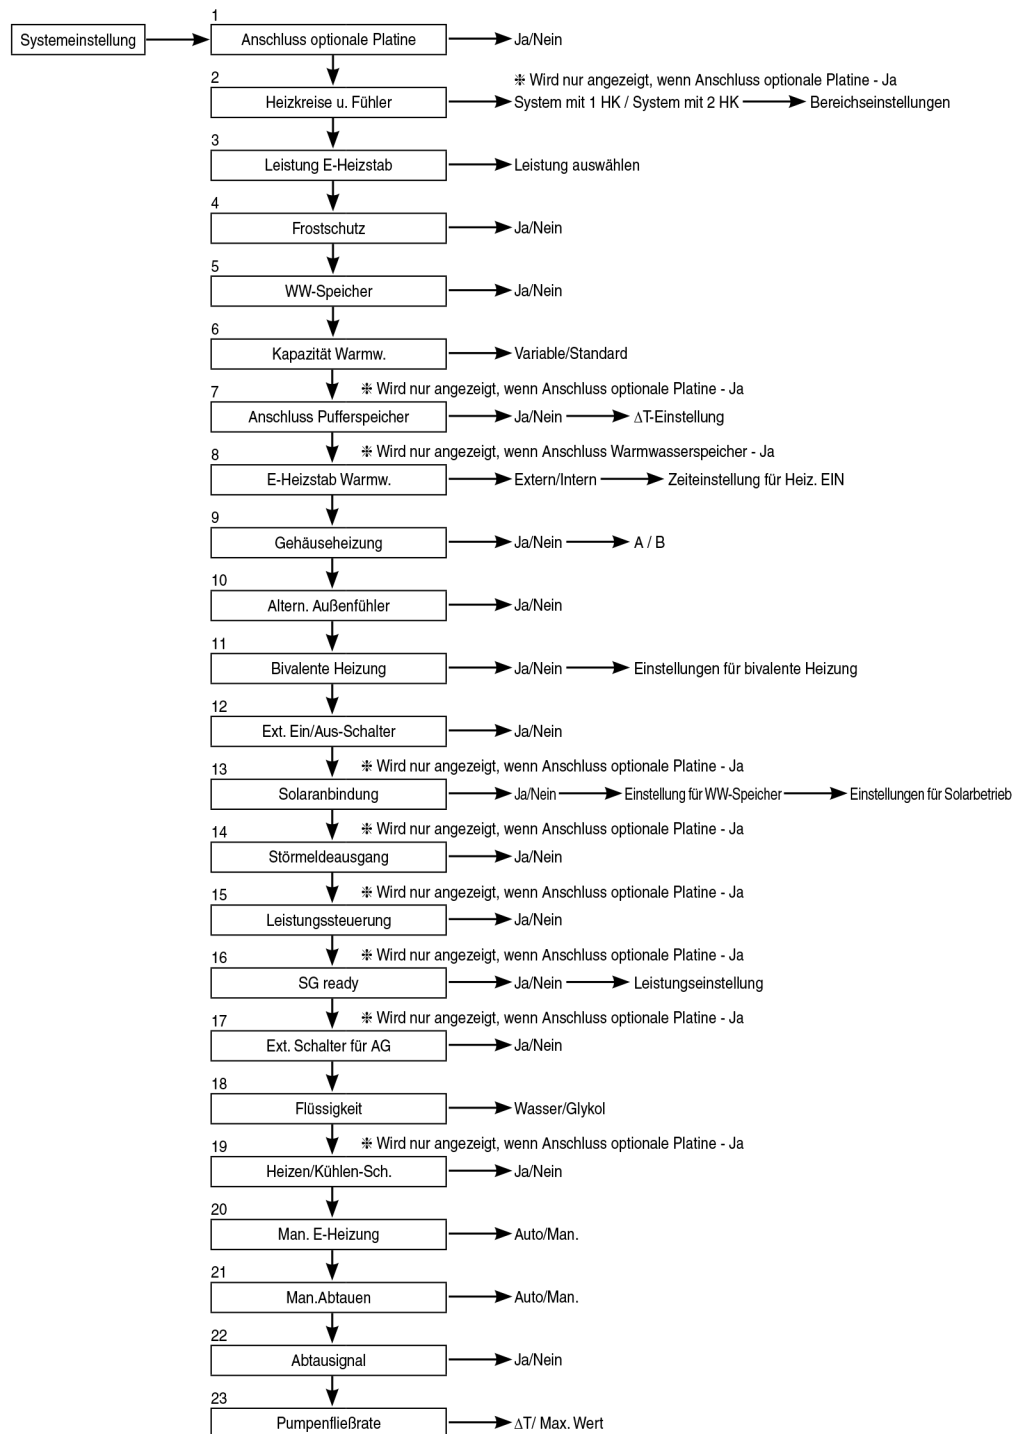 1
Systemeinstellung Anschluss optionale Platine Ja/Nein
2 ❉ Wird nur angezeigt, wenn Anschluss optionale Platine - Ja
Heizkreise u. Fühler System mit 1 HK / System mit 2 HK Bereichseinstellungen
3
Leistung E-Heizstab Leistung auswählen
4
Frostschutz Ja/Nein
5
WW-Speicher Ja/Nein
6
Kapazität Warmw. Variable/Standard
7 ❉ Wird nur angezeigt, wenn Anschluss optionale Platine - Ja
Anschluss Pufferspeicher Ja/Nein ΔT-Einstellung
8 ❉ Wird nur angezeigt, wenn Anschluss Warmwasserspeicher - Ja
E-Heizstab Warmw. Extern/Intern Zeiteinstellung für Heiz. EIN
9
Gehäuseheizung Ja/Nein A / B
10
Altern. Außenfühler Ja/Nein
11
Bivalente Heizung Ja/Nein Einstellungen für bivalente Heizung
12
Ext. Ein/Aus-Schalter Ja/Nein
13 ❉ Wird nur angezeigt, wenn Anschluss optionale Platine - Ja
Solaranbindung Ja/Nein Einstellung für WW-Speicher Einstellungen für Solarbetrieb
14 ❉ Wird nur angezeigt, wenn Anschluss optionale Platine - Ja
Störmeldeausgang Ja/Nein
15 ❉ Wird nur angezeigt, wenn Anschluss optionale Platine - Ja
Leistungssteuerung Ja/Nein
16 ❉ Wird nur angezeigt, wenn Anschluss optionale Platine - Ja
SG ready Ja/Nein Leistungseinstellung
17 ❉ Wird nur angezeigt, wenn Anschluss optionale Platine - Ja
Ext. Schalter für AG Ja/Nein
18
Flüssigkeit Wasser/Glykol
19 ❉ Wird nur angezeigt, wenn Anschluss optionale Platine - Ja
Heizen/Kühlen-Sch. Ja/Nein
20
Man. E-Heizung Auto/Man.
21
Man.Abtauen Auto/Man.
22
Abtausignal Ja/Nein
23
Pumpenfließrate ΔT/ Max. Wert